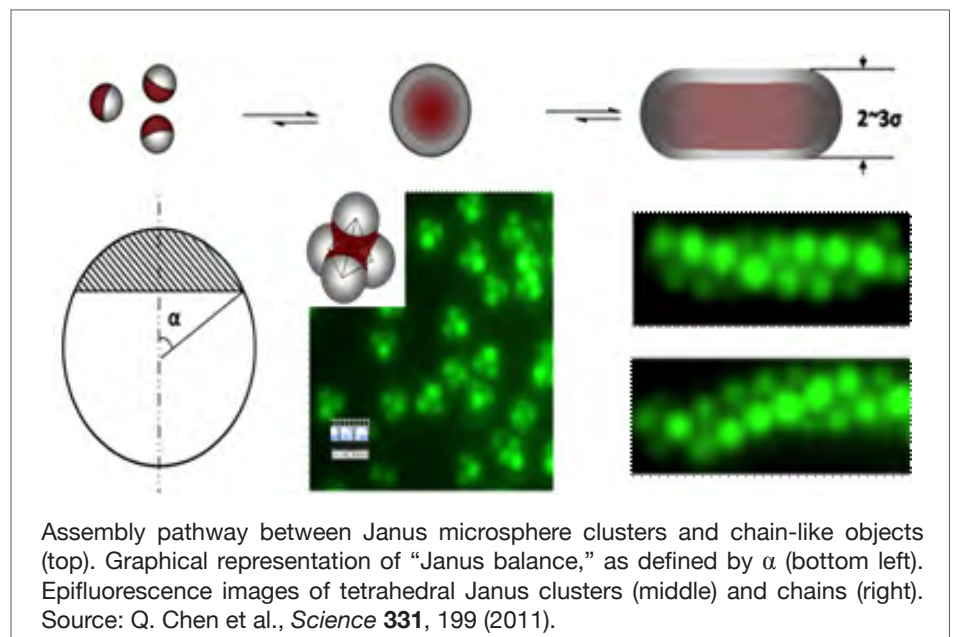 2~3σ
α
Assembly pathway between Janus microsphere clusters and chain-like objects
(top). Graphical representation of “Janus balance,” as defined by α (bottom left).
Epifluorescence images of tetrahedral Janus clusters (middle) and chains (right).
Source: Q. Chen et al., Science 331, 199 (2011).